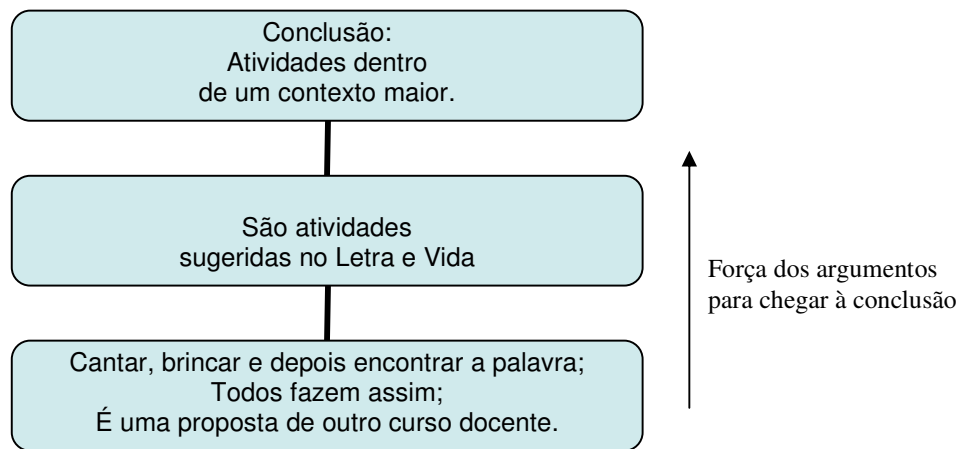 Conclusão:
Atividades dentro
de um contexto maior.
São atividades
sugeridas no Letra e Vida
Força dos argumentos
para chegar à conclusão
Cantar, brincar e depois encontrar a palavra;
Todos fazem assim;
É uma proposta de outro curso docente.